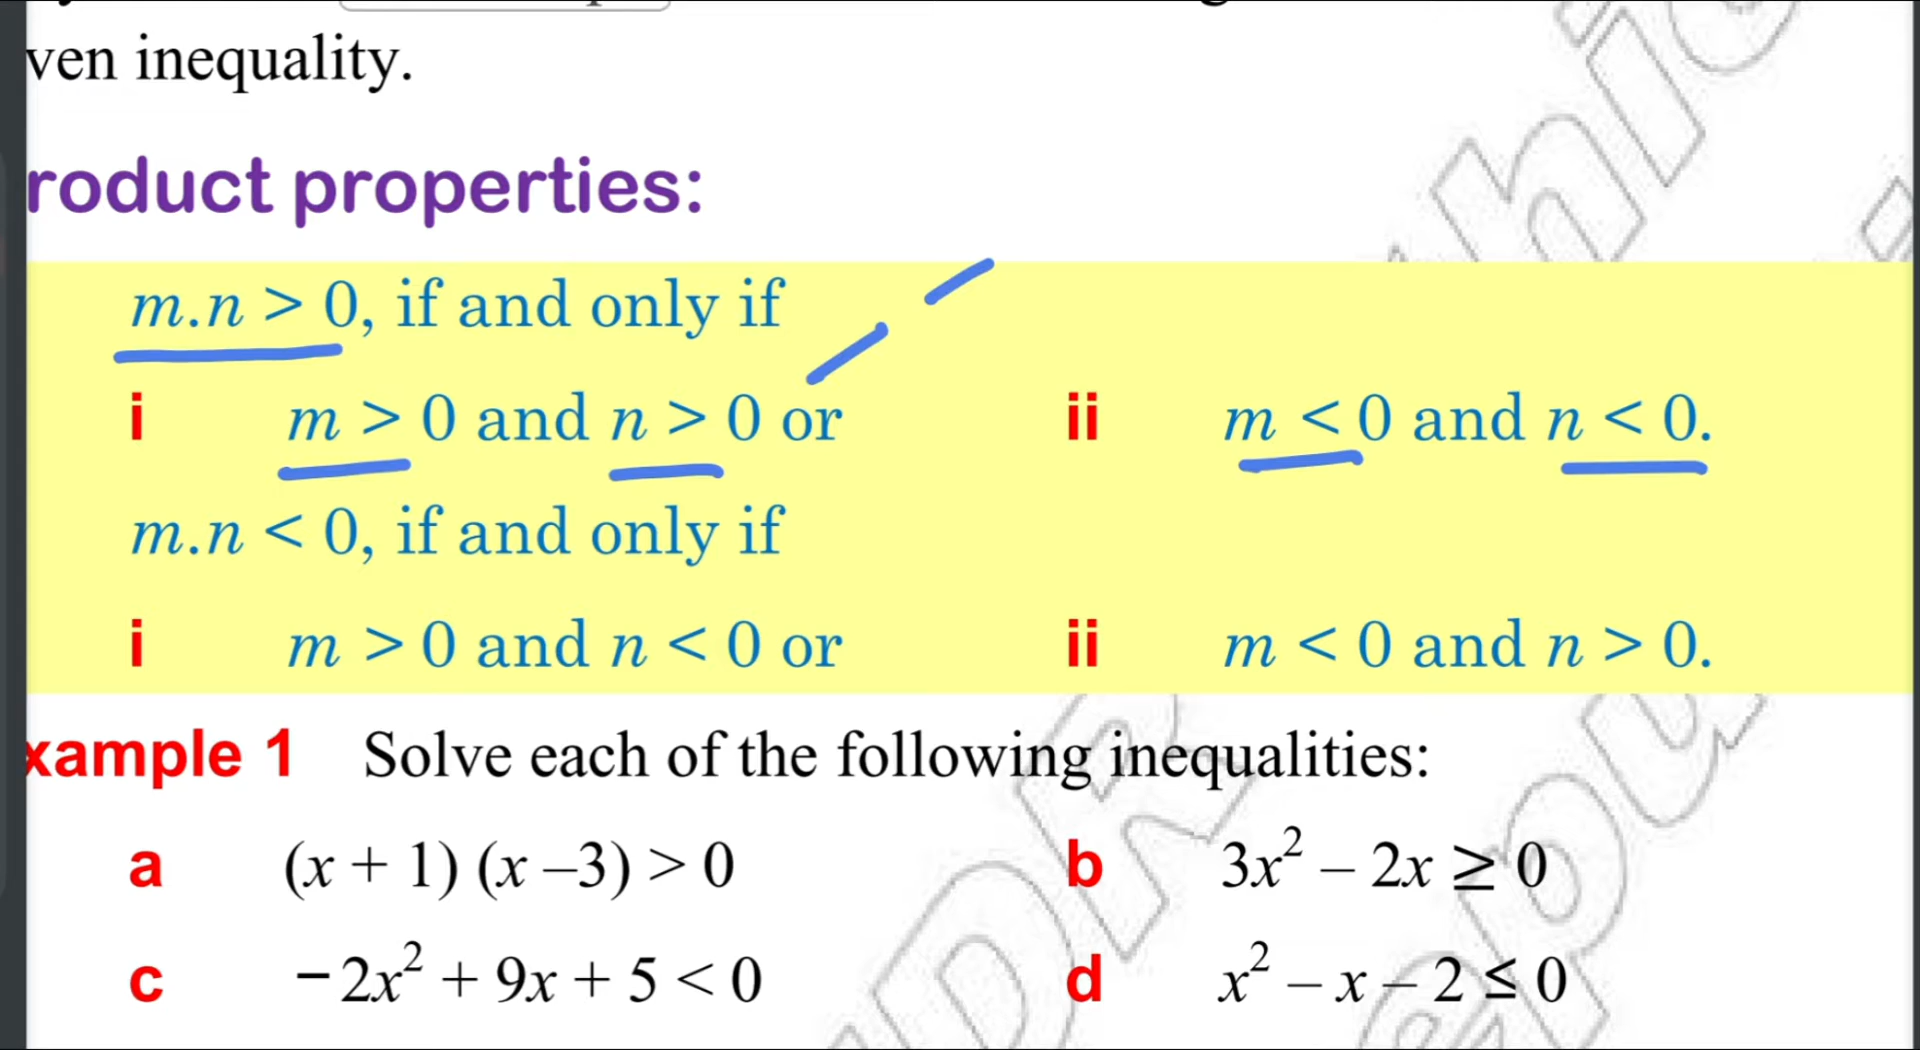 ven inequality.
roduct properties:
m.n > 0, if and only if
i m > 0 and n > 0 or ii m < 0 and n < 0.
m.n < 0, if and only if
i m > 0 and n < 0 or ii m < 0 and n > 0.
xample 1 Solve each of the following inequalities:
a (x + 1) (x –3) > 0 b 3x² – 2x ≥ 0
c – 2x² + 9x + 5 < 0 d x² – x – 2 ≤ 0